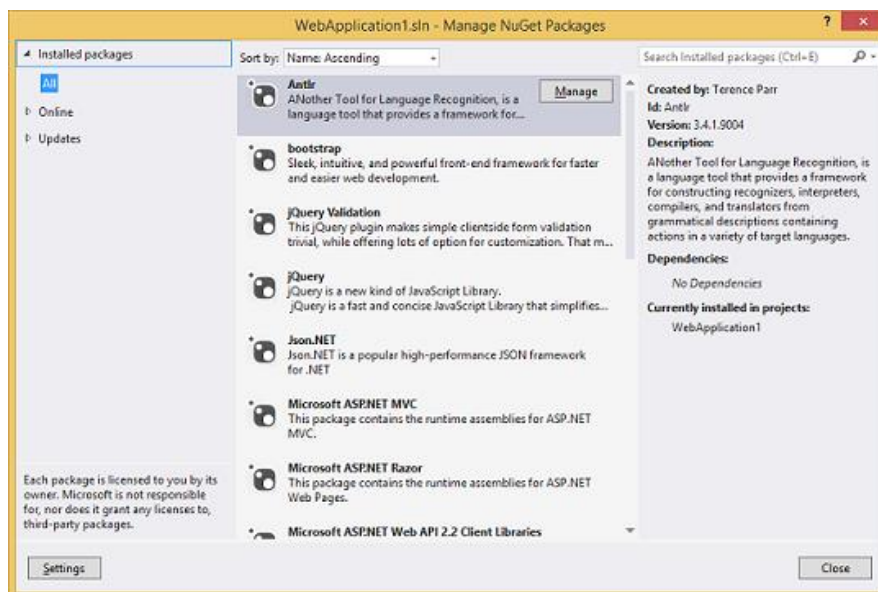 WebApplication1.sln - Manage NuGet Packages
?
×
Installed packages
All
Online
Updates
Each package is licensed to you by its
owner. Microsoft is not responsible
for, nor does it grant any licenses to,
third-party packages.
Sort by: Name: Ascending
Antlr
ANother Tool for Language Recognition, is a
language tool that provides a framework for...
Manage
bootstrap
Sleek, intuitive, and powerful front-end framework for faster
and easier web development.
jQuery Validation
This jQuery plugin makes simple clientside form validation
trivial, while offering lots of option for customization. That m...
jQuery
jQuery is a new kind of JavaScript Library.
jQuery is a fast and concise JavaScript Library that simplifies...
Json.NET
Json.NET is a popular high-performance JSON framework
for .NET
Microsoft ASP.NET MVC
This package contains the runtime assemblies for ASP.NET
MVC.
Microsoft ASP.NET Razor
This package contains the runtime assemblies for ASP.NET
Web Pages.
Microsoft ASP.NET Web API 2.2 Client Libraries
Search Installed packages (Ctrl+E)
Created by: Terence Parr
Id: Antlr
Version: 3.4.1.9004
Description:
ANother Tool for Language Recognition, is
a language tool that provides a framework
for constructing recognizers, interpreters,
compilers, and translators from
grammatical descriptions containing
actions in a variety of target languages.
Dependencies:
No Dependencies
Currently installed in projects:
WebApplication1
Settings
Close